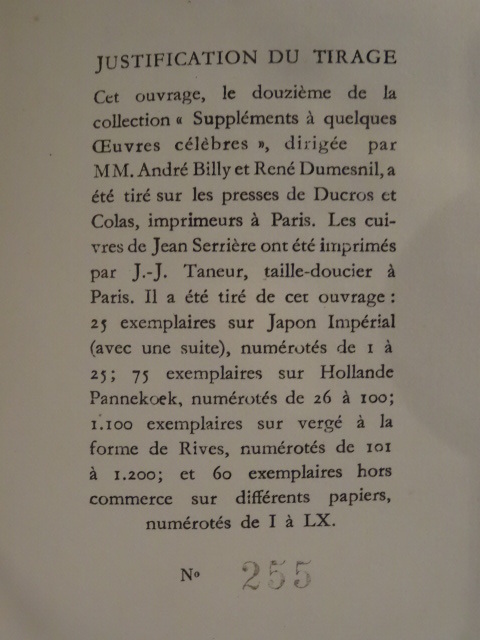 JUSTIFICATION DU TIRAGE
Cet ouvrage, le douzième de la
collection « Suppléments à quelques
Œuvres célèbres », dirigée par
MM. André Billy et René Dumesnil, a
été tiré sur les presses de Ducros et
Colas, imprimeurs à Paris. Les cui-
vres de Jean Serrière ont été imprimés
par J.-J. Taneur, taille-doucier à
Paris. Il a été tiré de cet ouvrage :
25 exemplaires sur Japon Impérial
(avec une suite), numérotés de 1 à
25; 75 exemplaires sur Hollande
Pannekoek, numérotés de 26 à 100;
1.100 exemplaires sur vergé à la
forme de Rives, numérotés de 101
à 1.200; et 60 exemplaires hors
commerce sur différents papiers,
numérotés de I à LX.
Nº 255